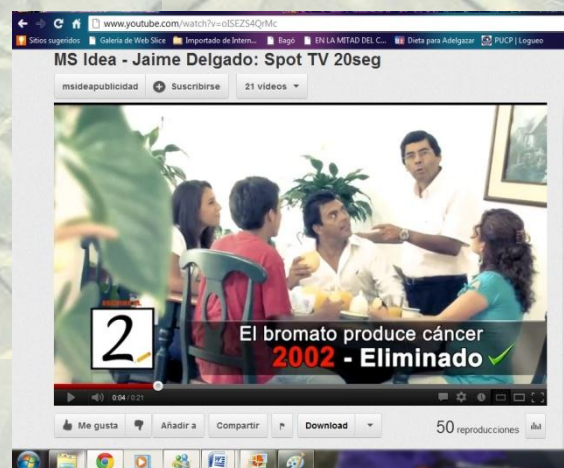 www.youtube.com/watch?v=oISEZS4QrMc
Sitios sugeridos Galería de Web Slice Importado de Intern... Bagó EN LA MITAD DEL C... Dieta para Adelgazar PUCP | Logueo
MS Idea - Jaime Delgado: Spot TV 20seg
msideapublicidad Suscribirse 21 videos
2
El bromato produce cáncer
2002 - Eliminado
0:04 / 0:21
Me gusta Añadir a Compartir Download 50 reproducciones